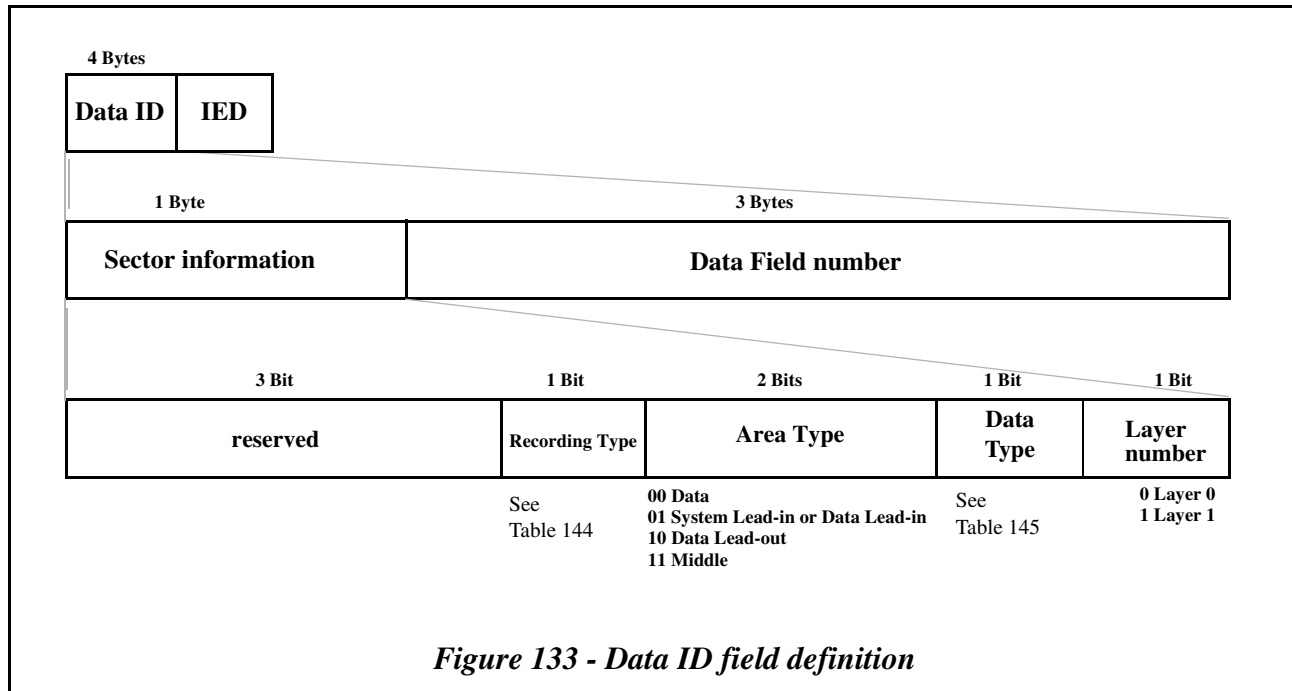 4 Bytes
Data ID IED
1 Byte 3 Bytes
Sector information Data Field number
3 Bit 1 Bit 2 Bits 1 Bit 1 Bit
reserved Recording Type Area Type Data Type Layer number
See Table 144
00 Data
01 System Lead-in or Data Lead-in
10 Data Lead-out
11 Middle
See Table 145
0 Layer 0
1 Layer 1
Figure 133 - Data ID field definition